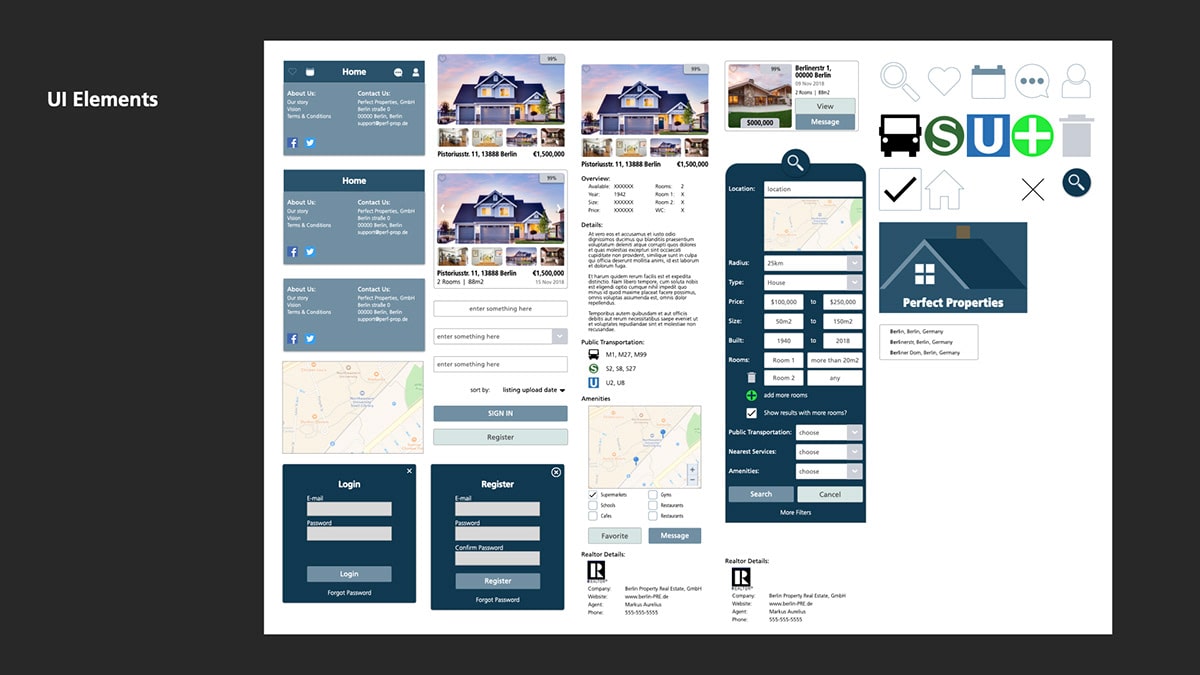 UI Elements
Home
About Us:
Our story
Vision
Terms & Conditions
Contact Us:
Perfect Properties, GmbH
Berlin straße 0
00000 Berlin, Berlin
support@perf-prop.de
Home
About Us:
Our story
Vision
Terms & Conditions
Contact Us:
Perfect Properties, GmbH
Berlin straße 0
00000 Berlin, Berlin
support@perf-prop.de
About Us:
Our story
Vision
Terms & Conditions
Contact Us:
Perfect Properties, GmbH
Berlin straße 0
00000 Berlin, Berlin
support@perf-prop.de
Login
E-mail
Password
Login
Forgot Password
99%
Pistoriusstr. 11, 13888 Berlin €1,500,000
99%
Pistoriusstr. 11, 13888 Berlin €1,500,000
2 Rooms | 88m2 15 Nov 2018
enter something here
enter something here
enter something here
sort by: listing upload date
SIGN IN
Register
Register
E-mail
Password
Confirm Password
Register
Forgot Password
99%
Pistoriusstr. 11, 13888 Berlin €1,500,000
Overview:
Available: XXXXXX Rooms: 2
Year: 1942 Room 1: X
Size: XXXXXX Room 2: X
Price: XXXXXX WC: X
Details:
At vero eos et accusamus et iusto odio
dignissimos ducimus qui blanditiis praesentium
voluptatum deleniti atque corrupti quos dolores
et quas molestias excepturi sint occaecati
cupiditate non provident, similique sunt in culpa
qui officia deserunt mollitia animi, id est laborum
et dolorum fuga.
Et harum quidem rerum facilis est et expedita
distinctio. Nam libero tempore, cum soluta nobis
est eligendi optio cumque nihil impedit quo
minus id quod maxime placeat facere possimus,
omnis voluptas assumenda est, omnis dolor
repellendus.
Temporibus autem quibusdam et aut officiis
debitis aut rerum necessitatibus saepe eveniet ut
et voluptates repudiandae sint et molestiae non
recusandae.
Public Transportation:
M1, M27, M99
S S2, S8, S27
U U2, U8
Amenities
Supermarkets Gyms
Schools Restaurants
Cafes Restaurants
Favorite Message
Realtor Details:
R
REALTOR
Company: Berlin Property Real Estate, GmbH
Website: www.berlin-PRE.de
Agent: Markus Aurelius
Phone: 555-555-5555
99%
$000,000
Berlinerstr 1,
00000 Berlin
09 Nov 2018
2 Rooms | 88m2
View
Message
Location: location
Radius: 25km
Type: House
Price: $100,000 to $250,000
Size: 50m2 to 150m2
Built: 1940 to 2018
Rooms: Room 1 more than 20m2
Room 2 any
add more rooms
Show results with more rooms?
Public Transportation: choose
Nearest Services: choose
Amenities: choose
Search Cancel
More Filters
Realtor Details:
R
REALTOR
Company: Berlin Property Real Estate, GmbH
Website: www.berlin-PRE.de
Agent: Markus Aurelius
Phone: 555-555-5555
S U
Perfect Properties
Berlin, Berlin, Germany
Berlinerstr, Berlin, Germany
Berliner Dom, Berlin, Germany